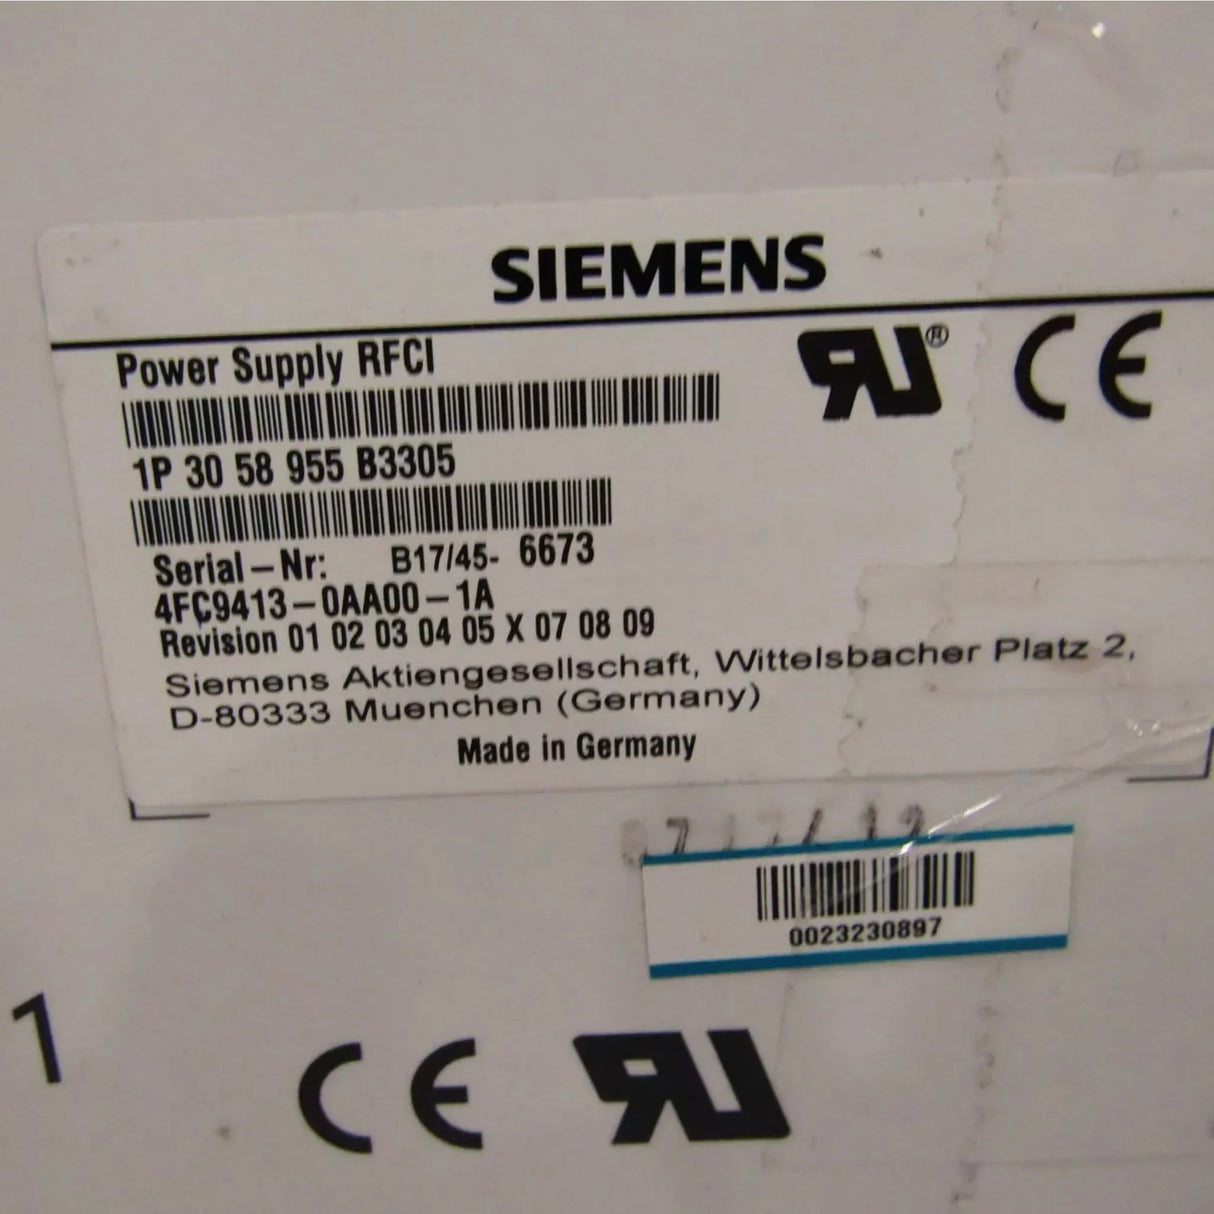 SIEMENS
Power Supply RFCI
1P 30 58 955 B3305
Serial-Nr: B17/45- 6673
4FC9413-0AA00-1A
Revision 01 02 03 04 05 X 07 08 09
Siemens Aktiengesellschaft, Wittelsbacher Platz 2,
D-80333 Muenchen (Germany)
Made in Germany
0023230897
1
CE